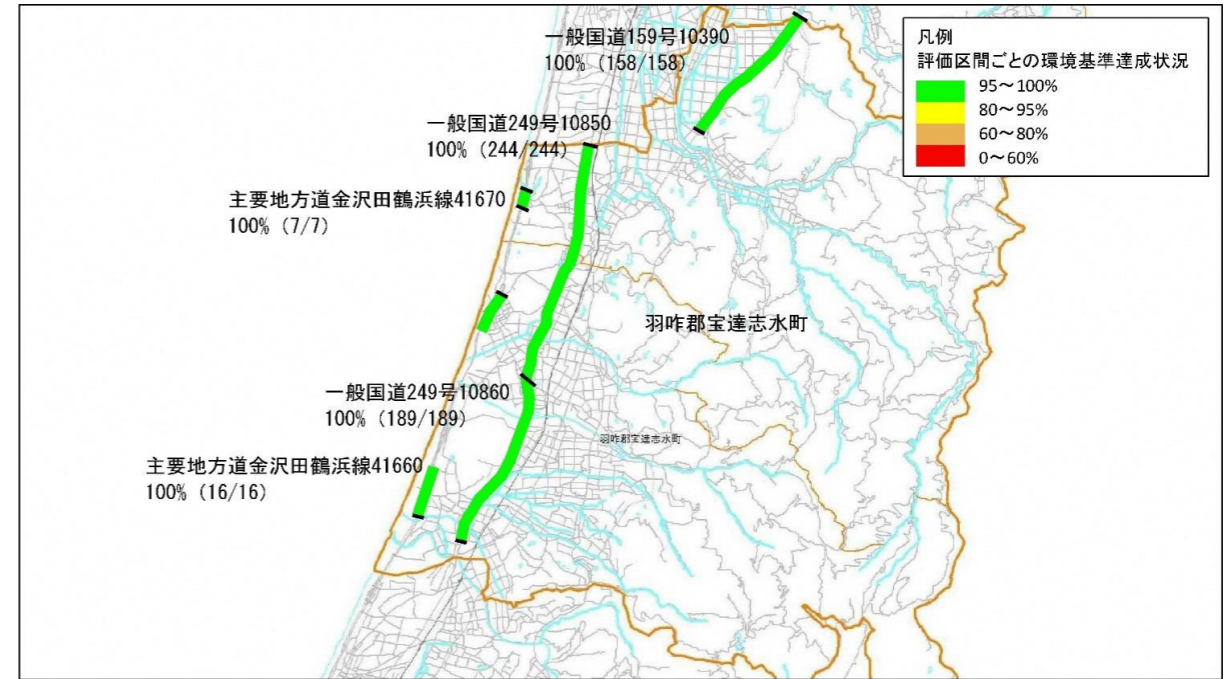 一般国道159号10390
100%（158/158）
凡例
評価区間ごとの環境基準達成状況
95～100%
80～95%
60～80%
0～60%
一般国道249号10850
100%（244/244）
主要地方道金沢田鶴浜線41670
100%（7/7）
羽咋郡宝達志水町
一般国道249号10860
100%（189/189）
羽咋郡宝達志水町
主要地方道金沢田鶴浜線41660
100%（16/16）